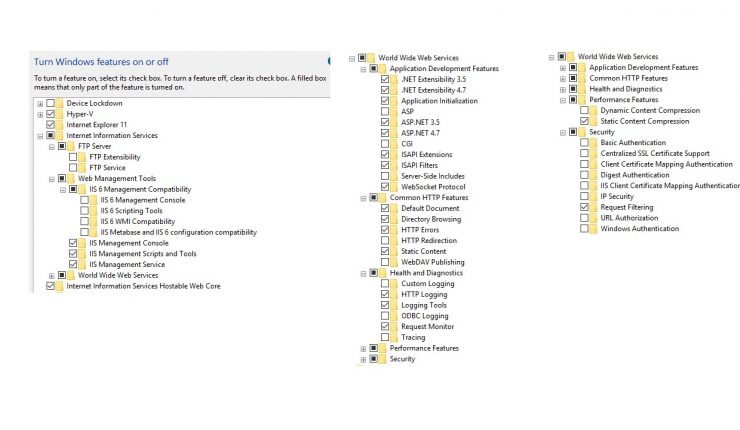 Turn Windows features on or off
To turn a feature on, select its check box. To turn a feature off, clear its check box. A filled box
means that only part of the feature is turned on.
Device Lockdown
Hyper-V
Internet Explorer 11
Internet Information Services
FTP Server
FTP Extensibility
FTP Service
Web Management Tools
IIS 6 Management Compatibility
IIS 6 Management Console
IIS 6 Scripting Tools
IIS 6 WMI Compatibility
IIS Metabase and IIS 6 configuration compatibility
IIS Management Console
IIS Management Scripts and Tools
IIS Management Service
World Wide Web Services
Internet Information Services Hostable Web Core
World Wide Web Services
Application Development Features
.NET Extensibility 3.5
.NET Extensibility 4.7
Application Initialization
ASP
ASP.NET 3.5
ASP.NET 4.7
CGI
ISAPI Extensions
ISAPI Filters
Server-Side Includes
WebSocket Protocol
Common HTTP Features
Default Document
Directory Browsing
HTTP Errors
HTTP Redirection
Static Content
WebDAV Publishing
Health and Diagnostics
Custom Logging
HTTP Logging
Logging Tools
ODBC Logging
Request Monitor
Tracing
Performance Features
Security
World Wide Web Services
Application Development Features
Common HTTP Features
Health and Diagnostics
Performance Features
Dynamic Content Compression
Static Content Compression
Security
Basic Authentication
Centralized SSL Certificate Support
Client Certificate Mapping Authentication
Digest Authentication
IIS Client Certificate Mapping Authentication
IP Security
Request Filtering
URL Authorization
Windows Authentication